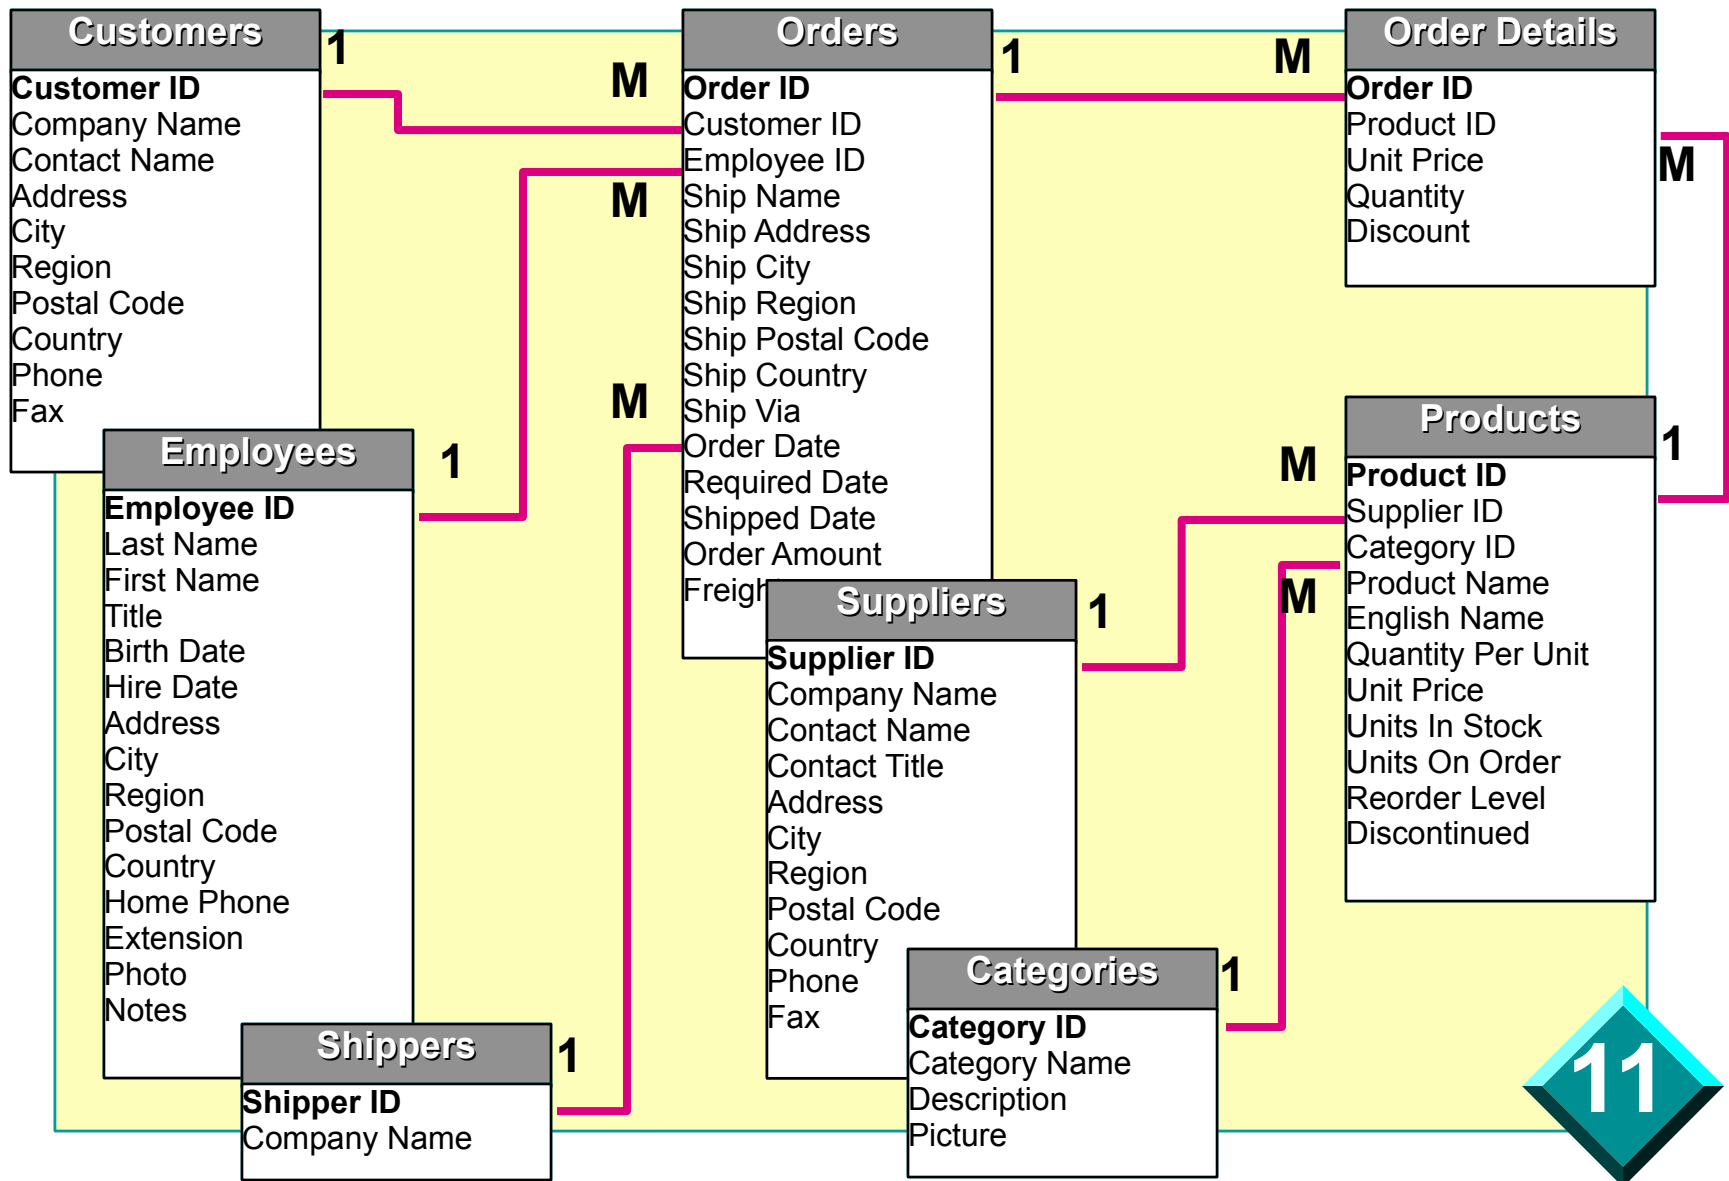 Customers
1
Customer ID
Company Name
Contact Name
Address
City
Region
Postal Code
Country
Phone
Fax
Employees
1
Employee ID
Last Name
First Name
Title
Birth Date
Hire Date
Address
City
Region
Postal Code
Country
Home Phone
Extension
Photo
Notes
Shippers
1
Shipper ID
Company Name
M
M
M
Orders
1
Order ID
Customer ID
Employee ID
Ship Name
Ship Address
Ship City
Ship Region
Ship Postal Code
Ship Country
Ship Via
Order Date
Required Date
Shipped Date
Order Amount
Freigh
Suppliers
1
Supplier ID
Company Name
Contact Name
Contact Title
Address
City
Region
Postal Code
Country
Phone
Fax
Categories
1
Category ID
Category Name
Description
Picture
M
Order Details
Order ID
Product ID
Unit Price
Quantity
Discount
M
M
M
Products
1
Product ID
Supplier ID
Category ID
Product Name
English Name
Quantity Per Unit
Unit Price
Units In Stock
Units On Order
Reorder Level
Discontinued
11